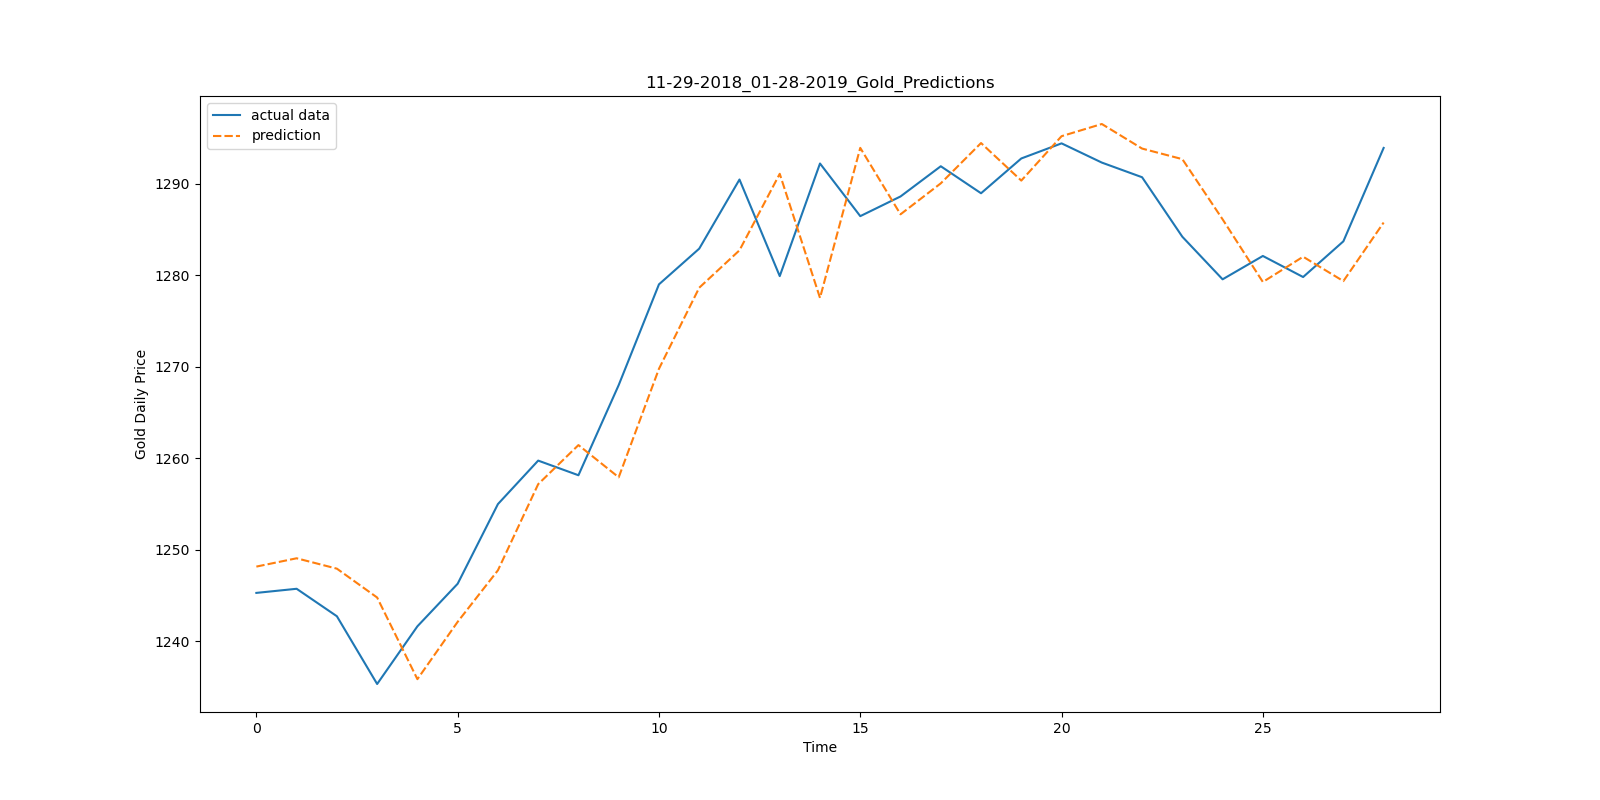 11-29-2018_01-28-2019_Gold_Predictions
actual data
prediction
1290
1280
1270
1260
1250
1240
Gold Daily Price
0 5 10 15 20 25
Time